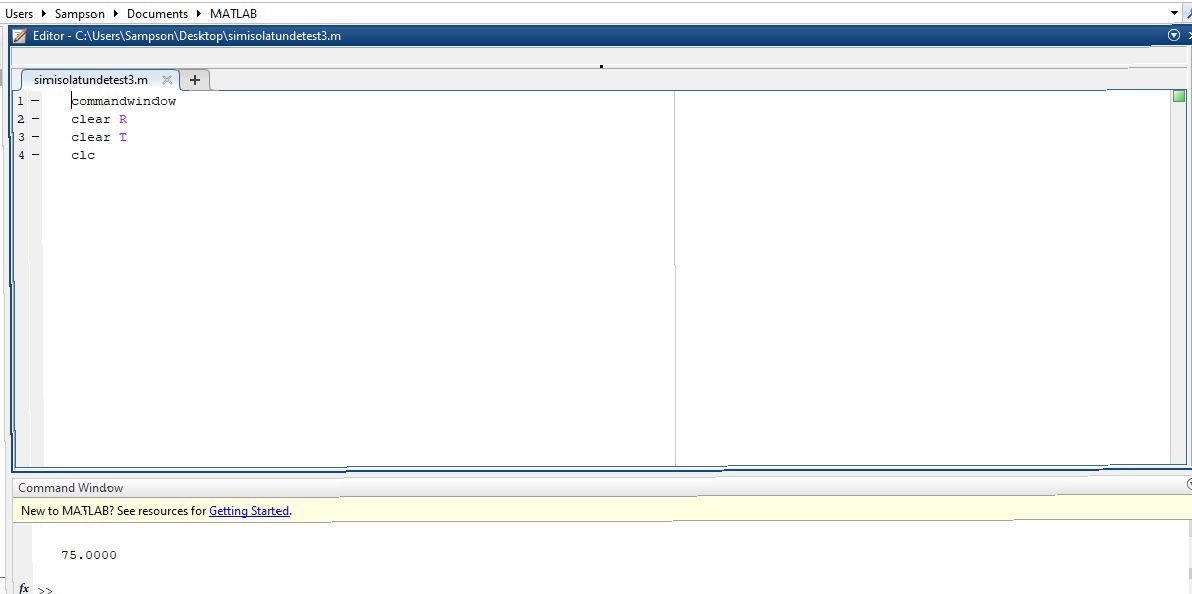 Users ▸ Sampson ▸ Documents ▸ MATLAB
Editor - C:\Users\Sampson\Desktop\simisolatundetest3.m
simisolatundetest3.m × +
1 – commandwindow
2 – clear R
3 – clear T
4 – clc
Command Window
New to MATLAB? See resources for Getting Started.
75.0000
fx >>